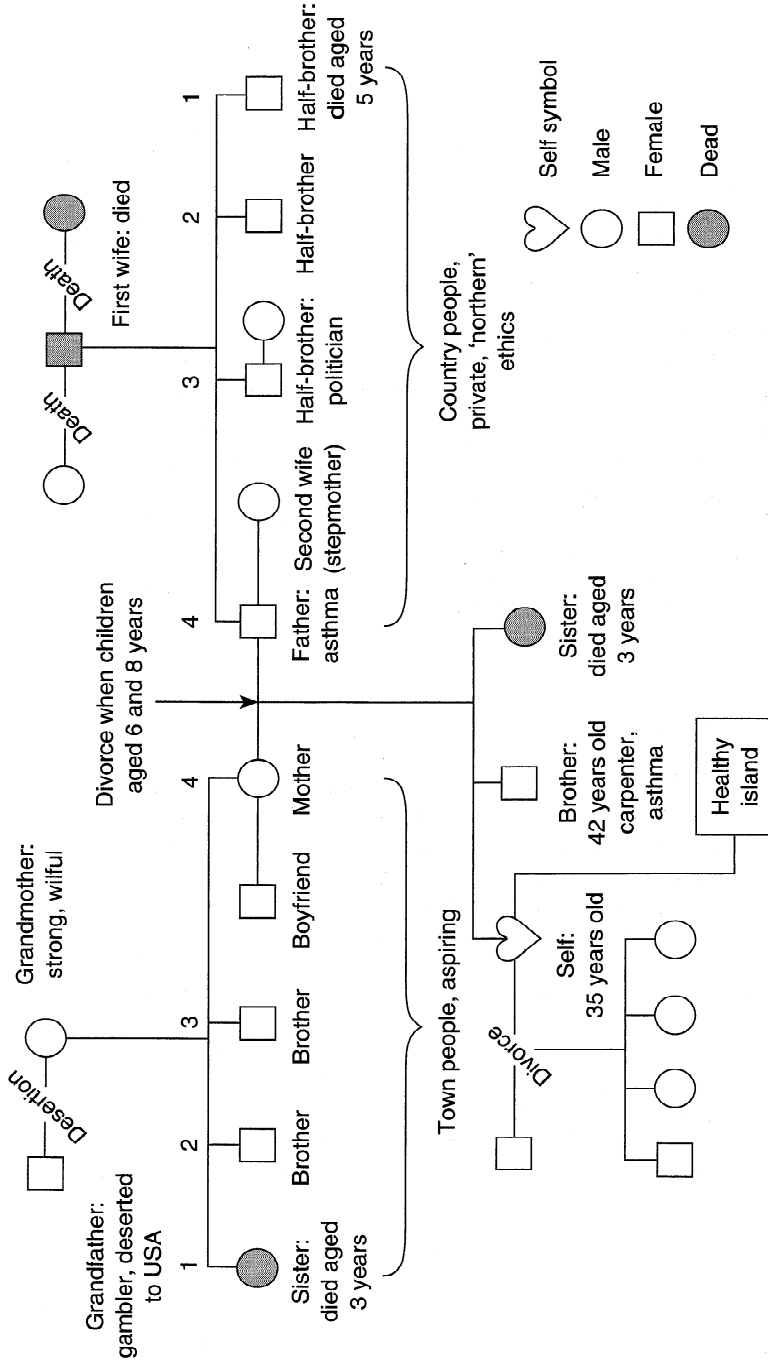 Grandmother:
strong, wilful
Desertion
Grandfather:
gambler, deserted
to USA
1
2
3
4
Sister:
died aged
3 years
Brother
Brother
Boyfriend
Mother
Town people, aspiring
Divorce when children
aged 6 and 8 years
Death
Death
First wife: died
4
3
2
1
Father:
asthma
Second wife
(stepmother)
Half-brother:
politician
Half-brother
Half-brother:
died aged
5 years
Country people,
private, ‘northern’
ethics
Divorce
Self:
35 years old
Brother:
42 years old
carpenter,
asthma
Sister:
died aged
3 years
Healthy
island
Self symbol
Male
Female
Dead